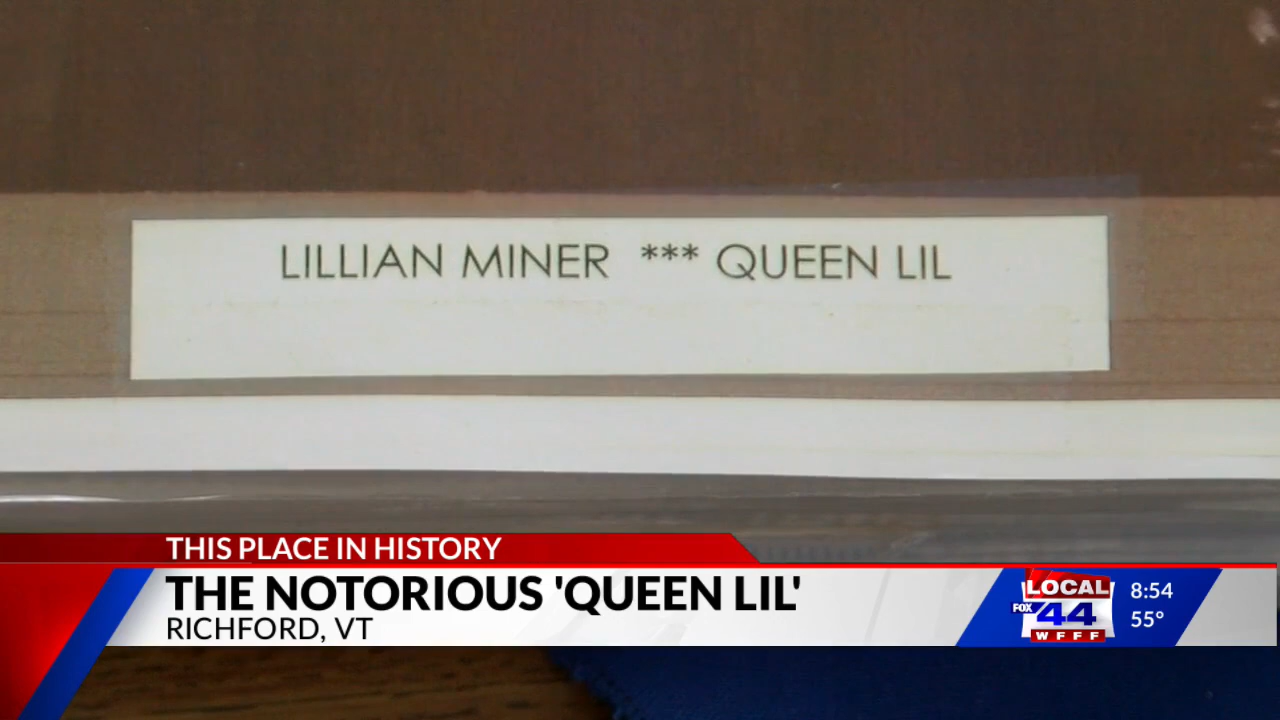 LILLIAN MINER *** QUEEN LIL
THIS PLACE IN HISTORY
THE NOTORIOUS 'QUEEN LIL'
RICHFORD, VT
LOCAL
FOX 44
WFFF
8:54
55°